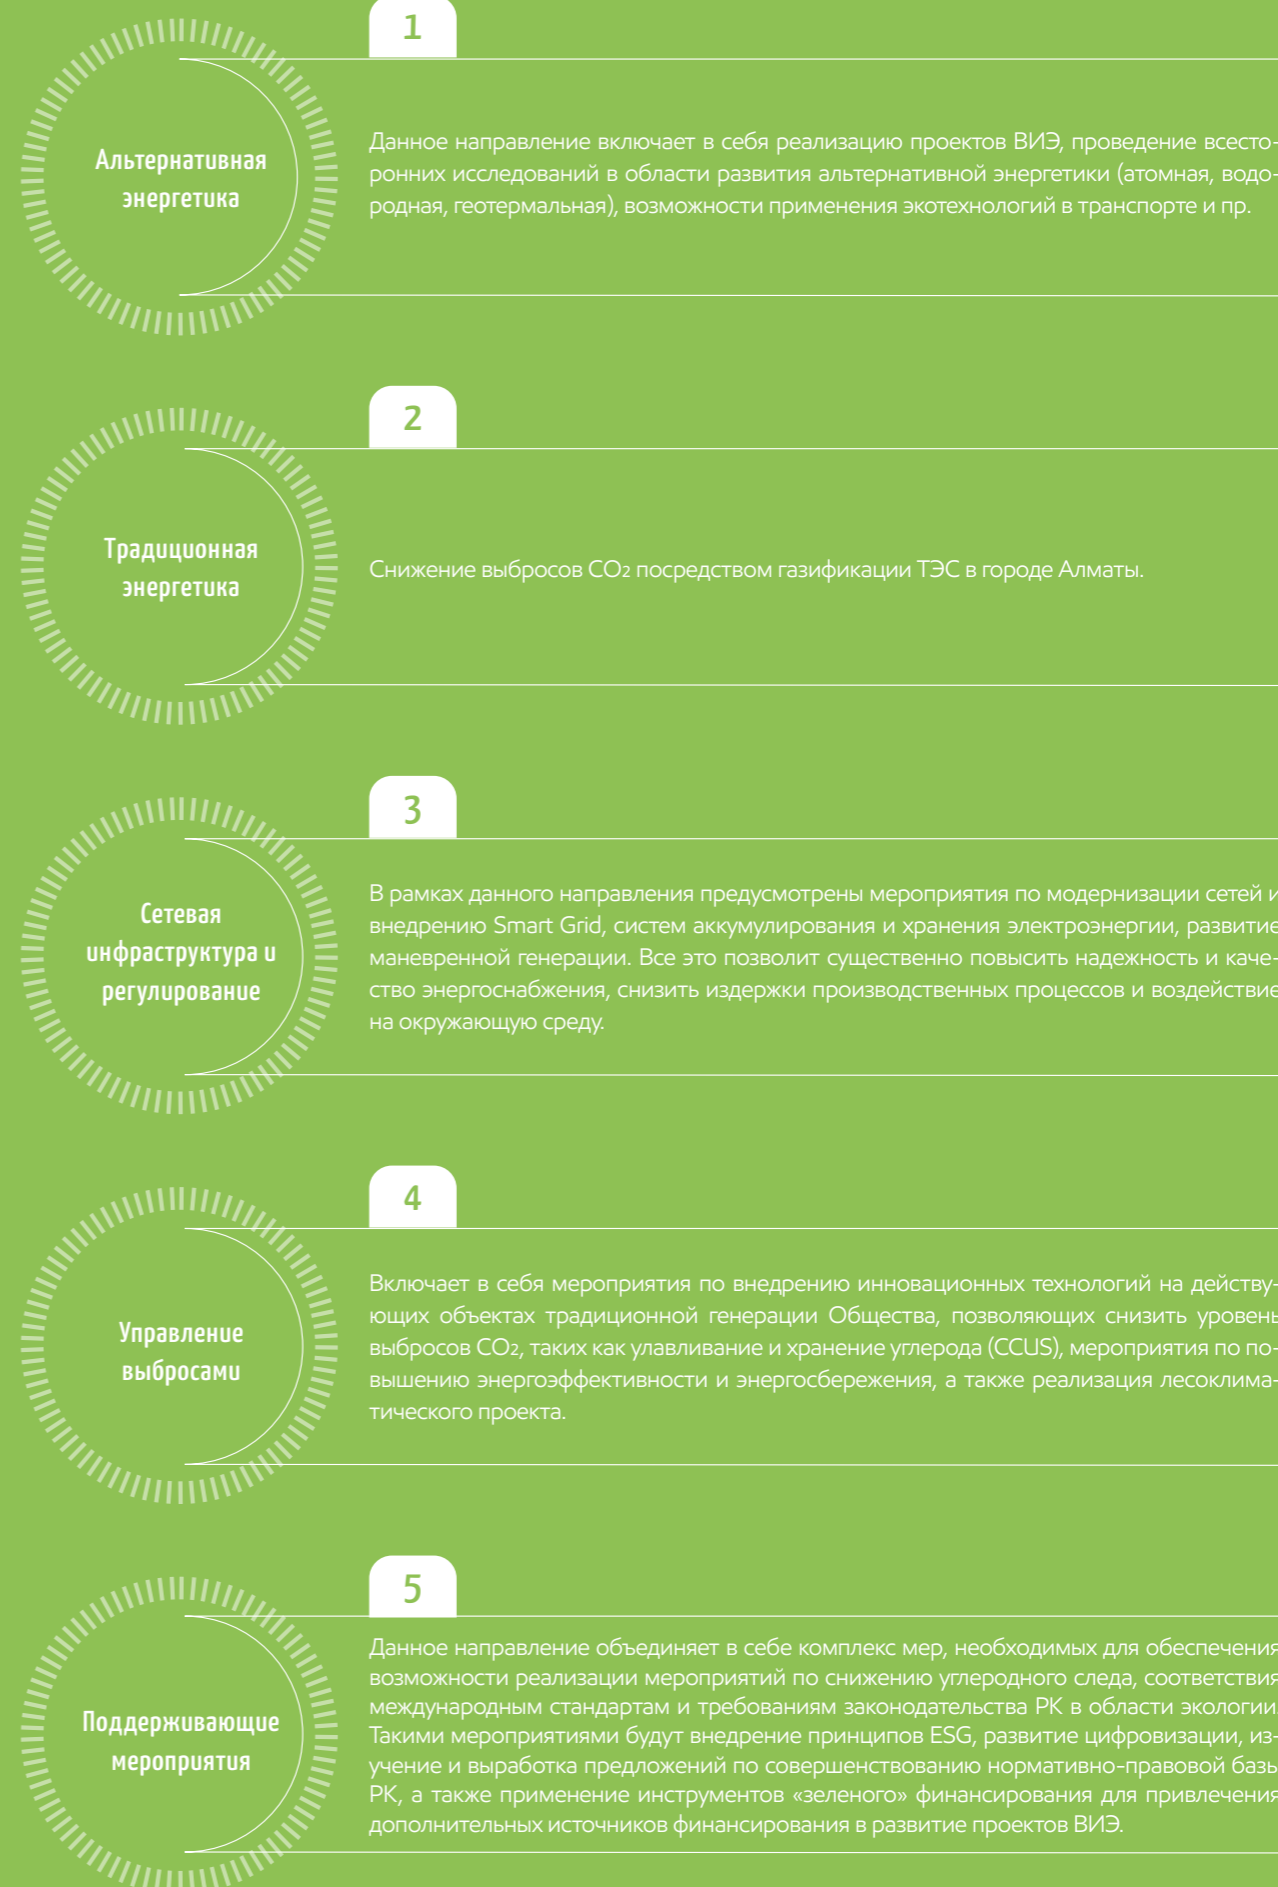 1
Альтернативная
энергетика
Данное направление включает в себя реализацию проектов ВИЭ, проведение всесто-
ронних исследований в области развития альтернативной энергетики (атомная, водо-
родная, геотермальная), возможности применения экотехнологий в транспорте и пр.
2
Традиционная
энергетика
Снижение выбросов CO2 посредством газификации ТЭС в городе Алматы.
3
Сетевая
инфраструктура и
регулирование
В рамках данного направления предусмотрены мероприятия по модернизации сетей и
внедрению Smart Grid, систем аккумулирования и хранения электроэнергии, развитие
маневренной генерации. Все это позволит существенно повысить надежность и каче-
ство энергоснабжения, снизить издержки производственных процессов и воздействие
на окружающую среду.
4
Управление
выбросами
Включает в себя мероприятия по внедрению инновационных технологий на действу-
ющих объектах традиционной генерации Общества, позволяющих снизить уровень
выбросов CO2, таких как улавливание и хранение углерода (CCUS), мероприятия по по-
вышению энергоэффективности и энергосбережения, а также реализация лесоклима-
тического проекта.
5
Поддерживающие
мероприятия
Данное направление объединяет в себе комплекс мер, необходимых для обеспечения
возможности реализации мероприятий по снижению углеродного следа, соответствия
международным стандартам и требованиям законодательства РК в области экологии.
Такими мероприятиями будут внедрение принципов ESG, развитие цифровизации, из-
учение и выработка предложений по совершенствованию нормативно-правовой базы
РК, а также применение инструментов «зеленого» финансирования для привлечения
дополнительных источников финансирования в развитие проектов ВИЭ.